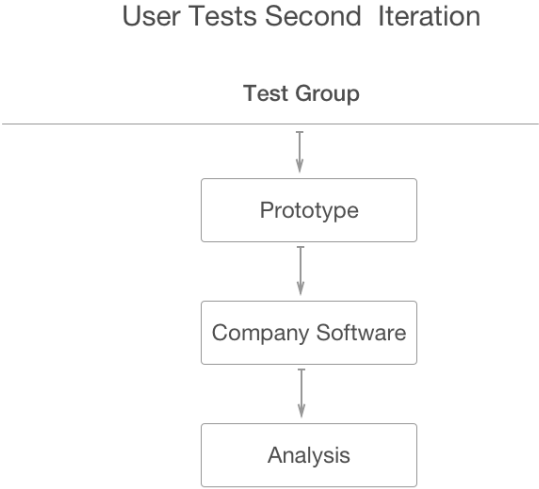 User Tests Second Iteration
Test Group
Prototype
Company Software
Analysis